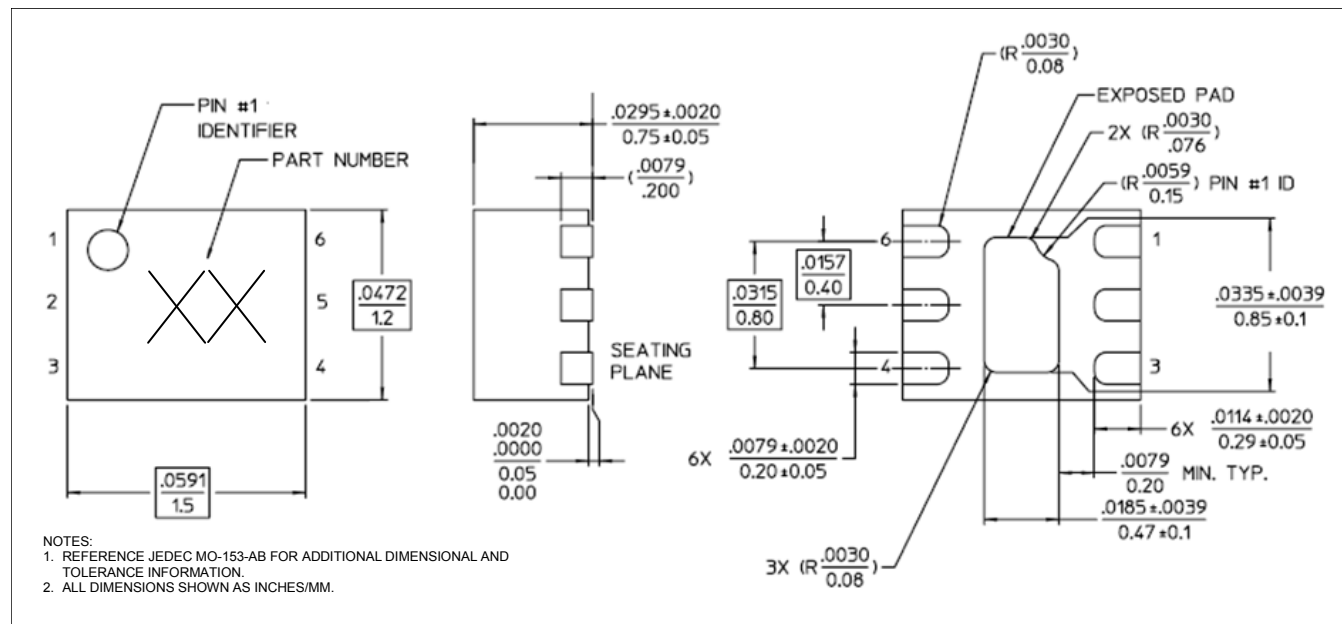 PIN #1
IDENTIFIER
PART NUMBER
1
2
3
6
5
4
.0472
1.2
.0591
1.5
.0295±.0020
0.75±0.05
(.0079
.200)
SEATING
PLANE
.0020
.0000
0.05
0.00
(R.0030
0.08)
EXPOSED PAD
2X (R.0030
.076)
(R.0059
0.15) PIN #1 ID
6
4
1
3
.0157
0.40
.0315
0.80
.0335±.0039
0.85±0.1
6X .0079±.0020
0.20±0.05
6X .0114±.0020
0.29±0.05
.0079
0.20 MIN. TYP.
.0185±.0039
0.47±0.1
3X (R.0030
0.08)
NOTES:
1. REFERENCE JEDEC MO-153-AB FOR ADDITIONAL DIMENSIONAL AND
TOLERANCE INFORMATION.
2. ALL DIMENSIONS SHOWN AS INCHES/MM.